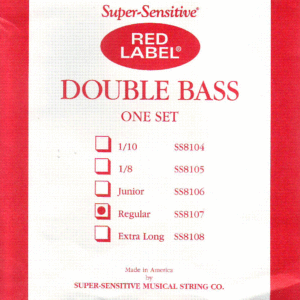 Super-Sensitive®
RED
LABEL®
DOUBLE BASS
ONE SET
1/10 SS8104
1/8 SS8105
Junior SS8106
Regular SS8107
Extra Long SS8108
Made in America
by
SUPER-SENSITIVE MUSICAL STRING CO.